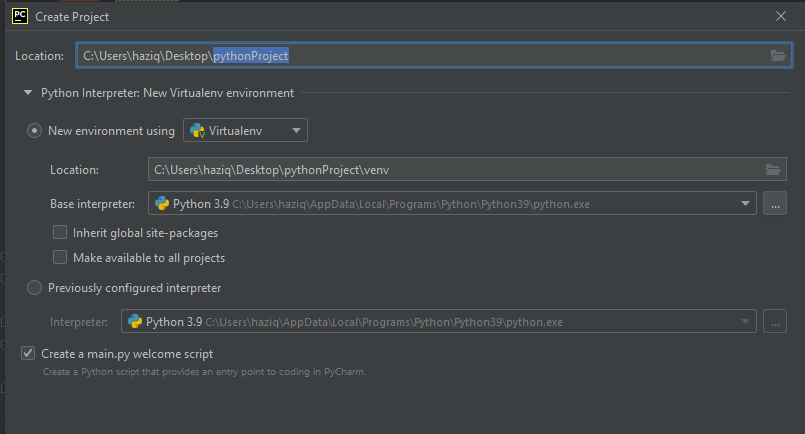 PC Create Project
Location: C:\Users\haziq\Desktop\pythonProject
Python Interpreter: New Virtualenv environment
New environment using Virtualenv
Location: C:\Users\haziq\Desktop\pythonProject\venv
Base interpreter: Python 3.9 C:\Users\haziq\AppData\Local\Programs\Python\Python39\python.exe ...
Inherit global site-packages
Make available to all projects
Previously configured interpreter
Interpreter: Python 3.9 C:\Users\haziq\AppData\Local\Programs\Python\Python39\python.exe ...
Create a main.py welcome script
Create a Python script that provides an entry point to coding in PyCharm.